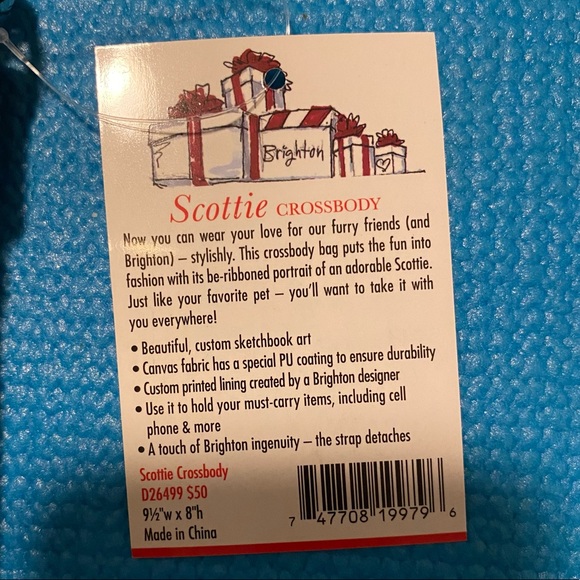 Brighton
Scottie CROSSBODY
Now you can wear your love for our furry friends (and
Brighton) – stylishly. This crossbody bag puts the fun into
fashion with its be-ribboned portrait of an adorable Scottie.
Just like your favorite pet – you'll want to take it with
you everywhere!
• Beautiful, custom sketchbook art
• Canvas fabric has a special PU coating to ensure durability
• Custom printed lining created by a Brighton designer
• Use it to hold your must-carry items, including cell
phone & more
• A touch of Brighton ingenuity – the strap detaches
Scottie Crossbody
D26499 $50
9½"w x 8"h
Made in China
7 47708 19979 6